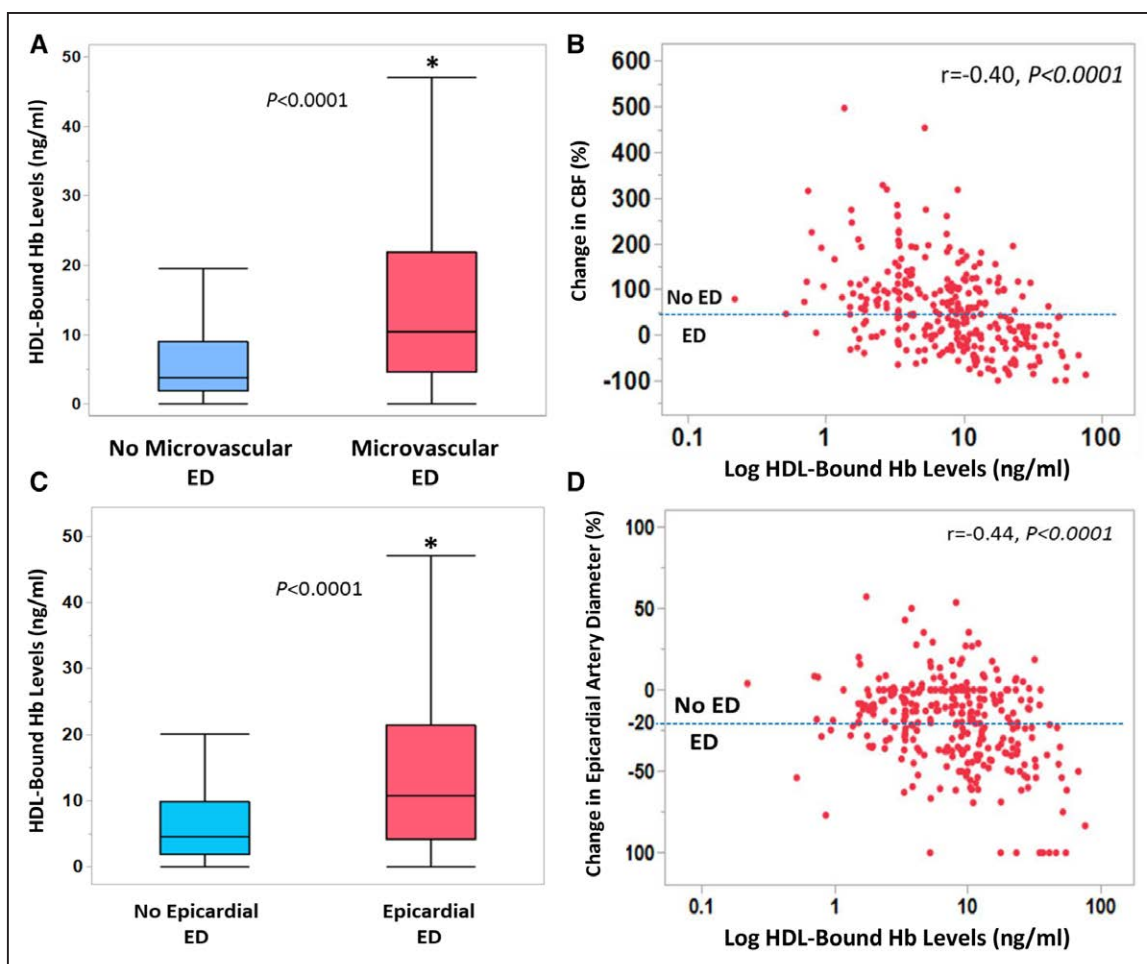 A
HDL-Bound Hb Levels (ng/ml)
50
40
30
20
10
0
*
P<0.0001
No Microvascular
ED
Microvascular
ED
B
Change in CBF (%)
600
500
400
300
200
100
0
-100
r=-0.40, P<0.0001
No ED
ED
0.1
1
10
100
Log HDL-Bound Hb Levels (ng/ml)
C
HDL-Bound Hb Levels (ng/ml)
50
40
30
20
10
0
*
P<0.0001
No Epicardial
ED
Epicardial
ED
D
Change in Epicardial Artery Diameter (%)
100
50
0
-20
-50
100
r=-0.44, P<0.0001
No ED
ED
0.1
1
10
100
Log HDL-Bound Hb Levels (ng/ml)